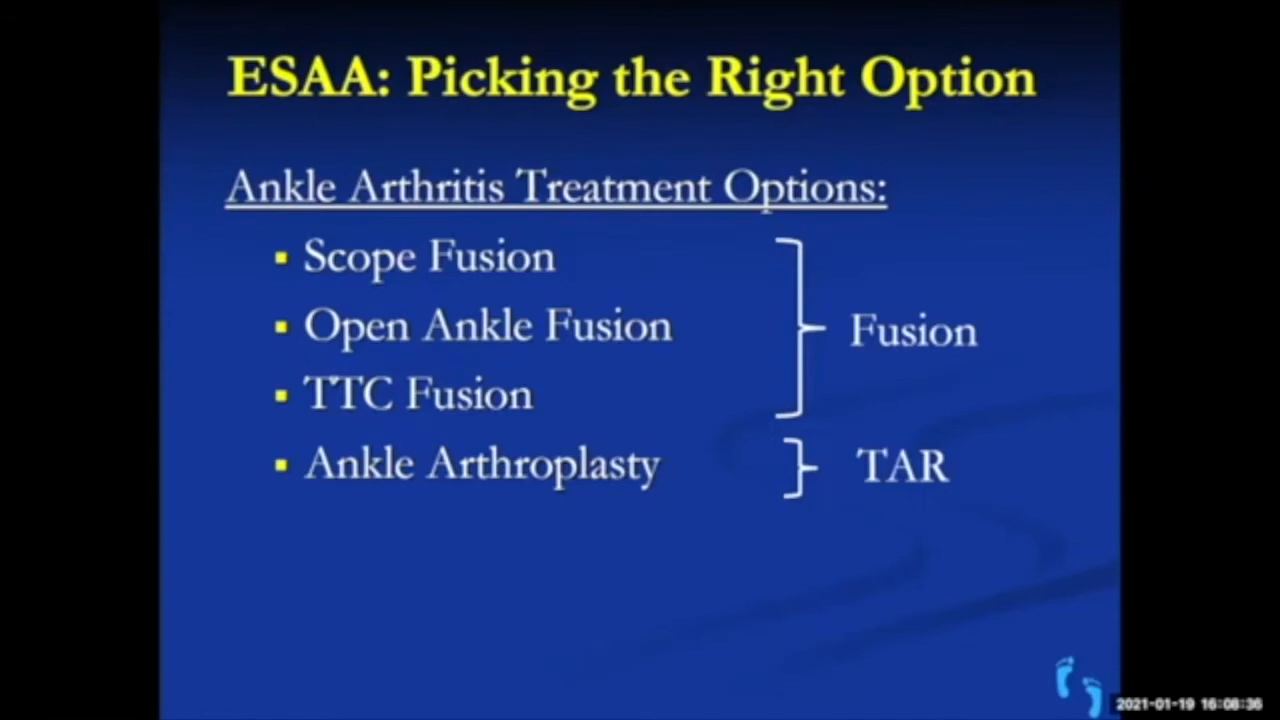 ESAA: Picking the Right Option
Ankle Arthritis Treatment Options:
Scope Fusion
Open Ankle Fusion
TTC Fusion
Fusion
Ankle Arthroplasty
TAR
2021-01-19 16:08:36